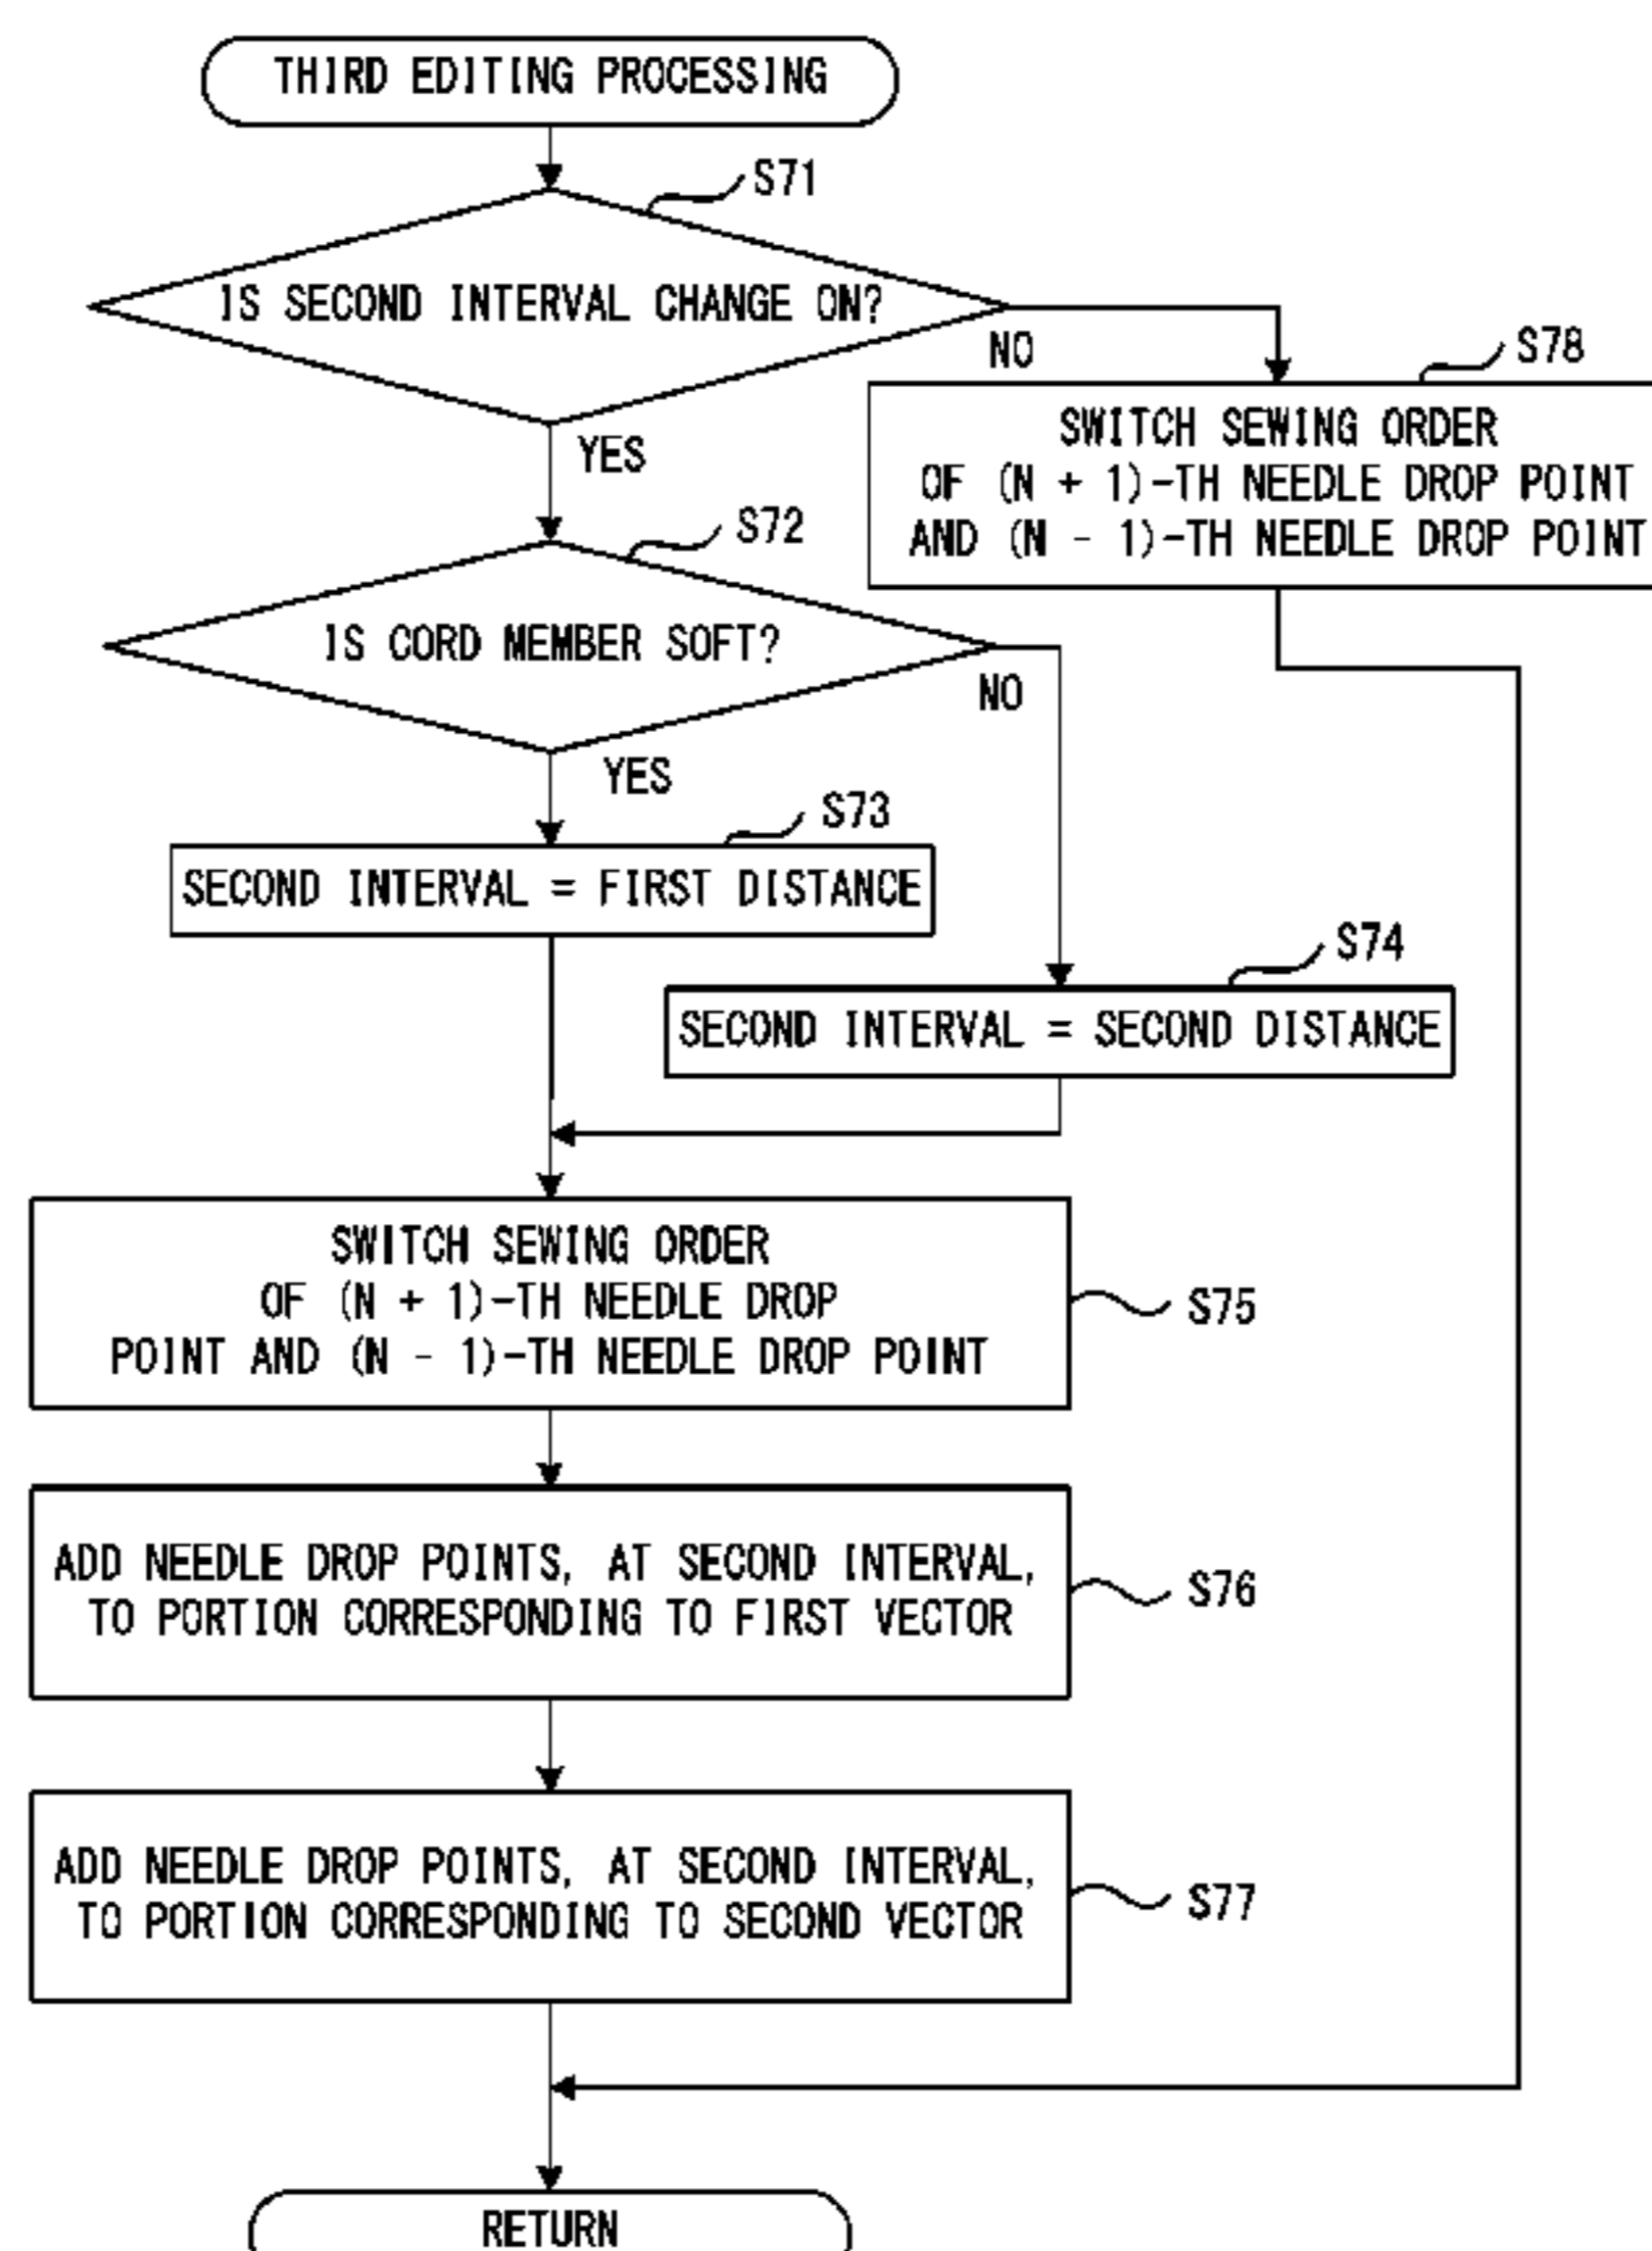 THIRD EDITING PROCESSING
S71
IS SECOND INTERVAL CHANGE ON?
NO
YES
S78
SWITCH SEWING ORDER
OF (N + 1)-TH NEEDLE DROP POINT
AND (N - 1)-TH NEEDLE DROP POINT
S72
IS CORD MEMBER SOFT?
NO
YES
S73
SECOND INTERVAL = FIRST DISTANCE
S74
SECOND INTERVAL = SECOND DISTANCE
SWITCH SEWING ORDER
OF (N + 1)-TH NEEDLE DROP
POINT AND (N - 1)-TH NEEDLE DROP POINT
S75
ADD NEEDLE DROP POINTS, AT SECOND INTERVAL,
TO PORTION CORRESPONDING TO FIRST VECTOR
S76
ADD NEEDLE DROP POINTS, AT SECOND INTERVAL,
TO PORTION CORRESPONDING TO SECOND VECTOR
S77
RETURN